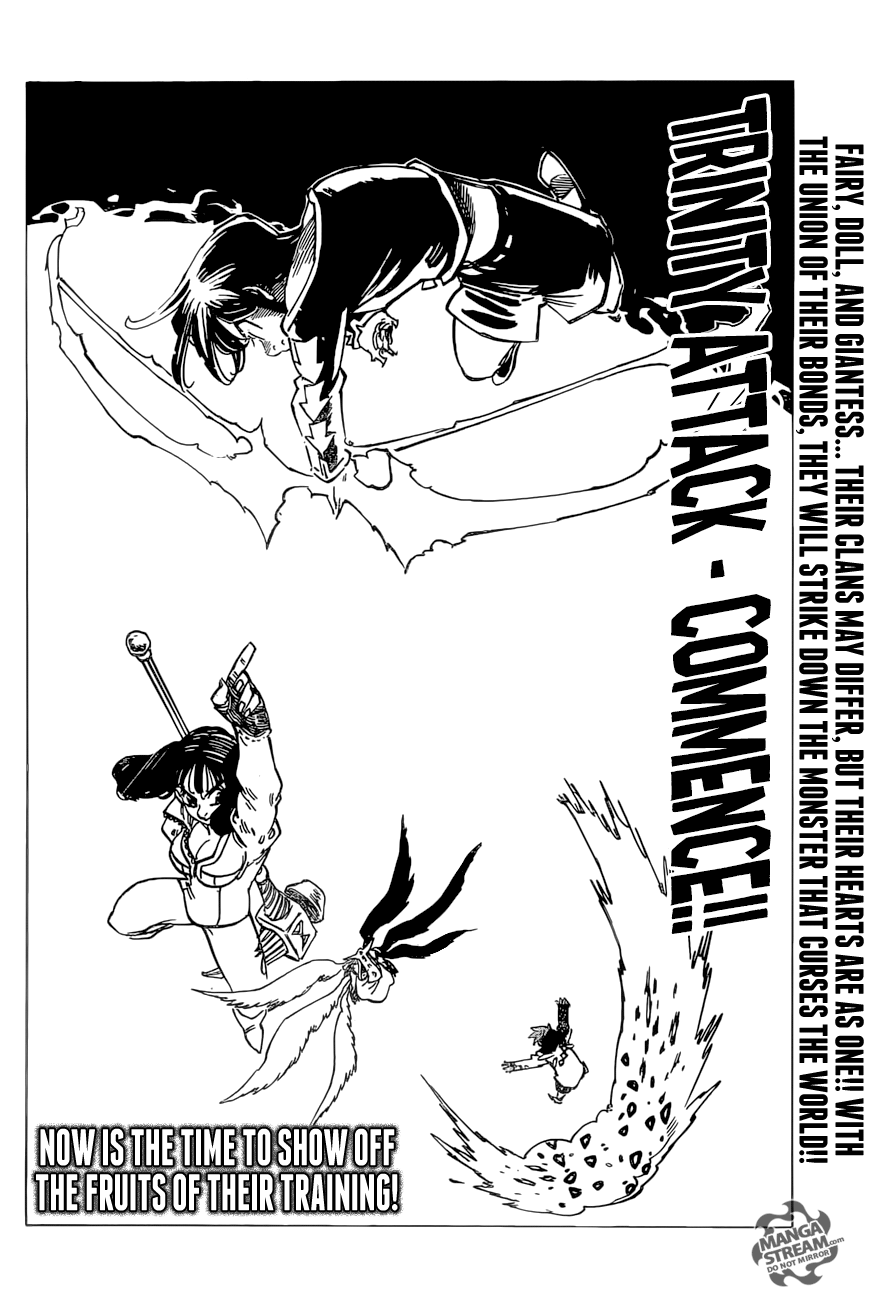 FAIRY, DOLL, AND GIANTESS... THEIR CLANS MAY DIFFER, BUT THEIR HEARTS ARE AS ONE!! WITH
THE UNION OF THEIR BONDS, THEY WILL STRIKE DOWN THE MONSTER THAT CURSES THE WORLD!!
TRINITY ATTACK - COMMENCE!!
NOW IS THE TIME TO SHOW OFF
THE FRUITS OF THEIR TRAINING!
MANGA
STREAM.com
DO NOT MIRROR